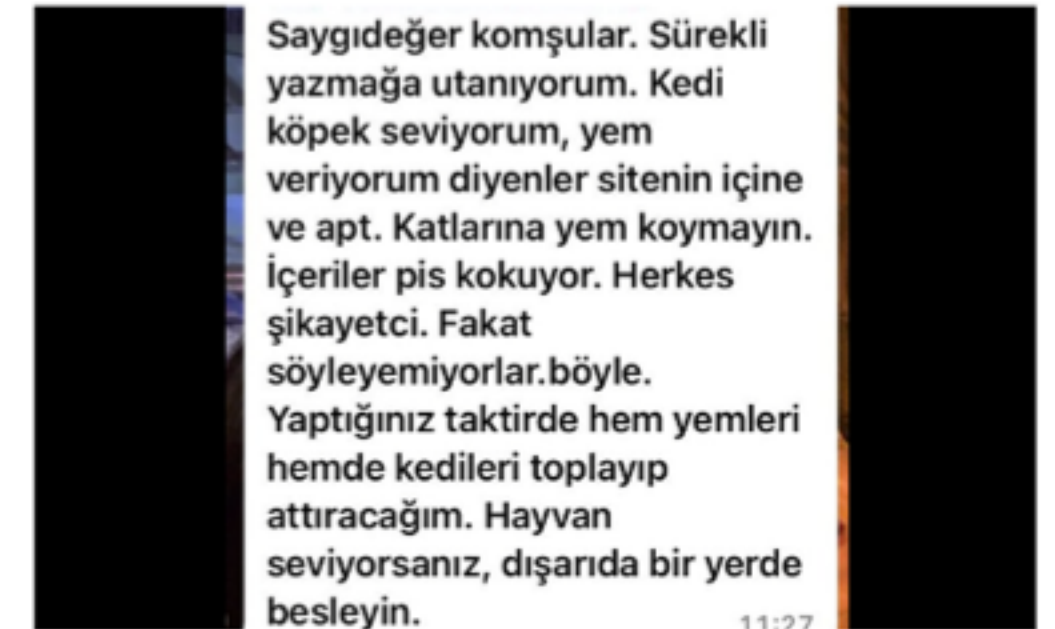 Saygıdeğer komşular. Sürekli
yazmağa utanıyorum. Kedi
köpek seviyorum, yem
veriyorum diyenler sitenin içine
ve apt. Katlarına yem koymayın.
İçeriler pis kokuyor. Herkes
şikayetci. Fakat
söyleyemiyorlar.böyle.
Yaptığınız taktirde hem yemleri
hemde kedileri toplayıp
attıracağım. Hayvan
seviyorsanız, dışarıda bir yerde
besleyin.
11:27